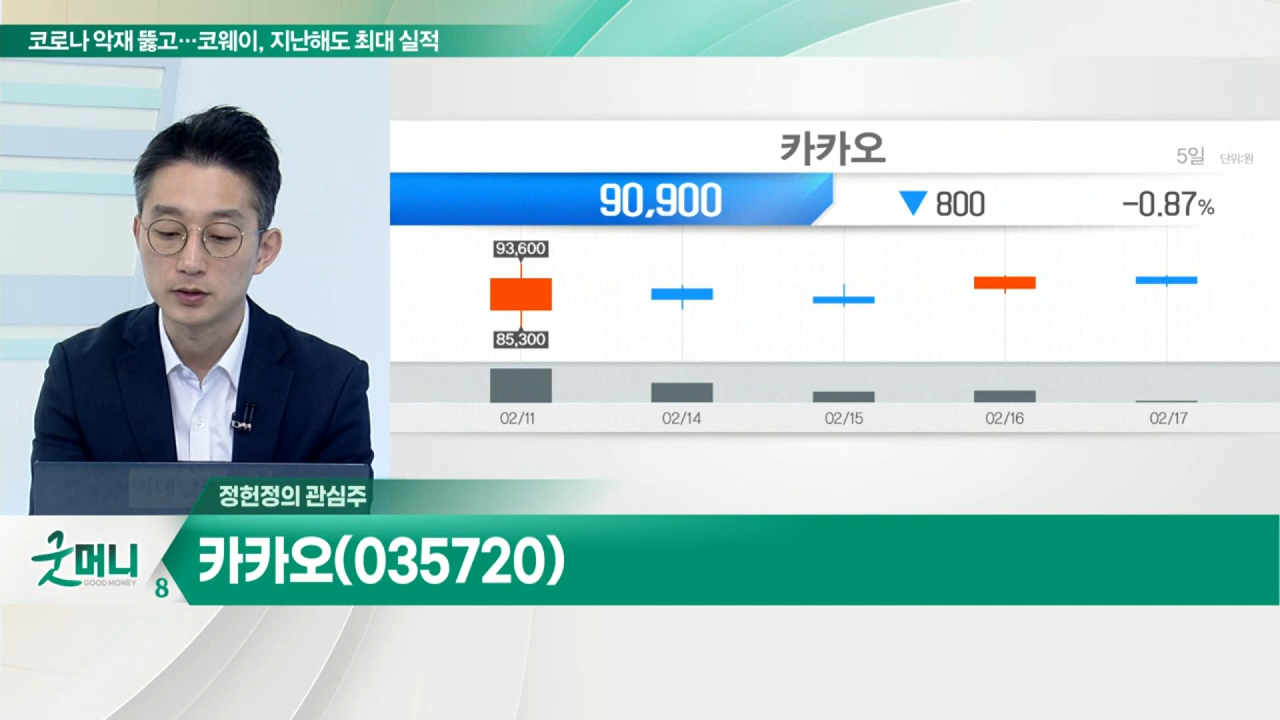 코로나 악재 뚫고…코웨이, 지난해도 최대 실적
카카오
5일 단위:원
90,900 ▼ 800 -0.87%
93,600
85,300
02/11 02/14 02/15 02/16 02/17
정헌정의 관심주
굿머니
GOOD MONEY
8
카카오(035720)